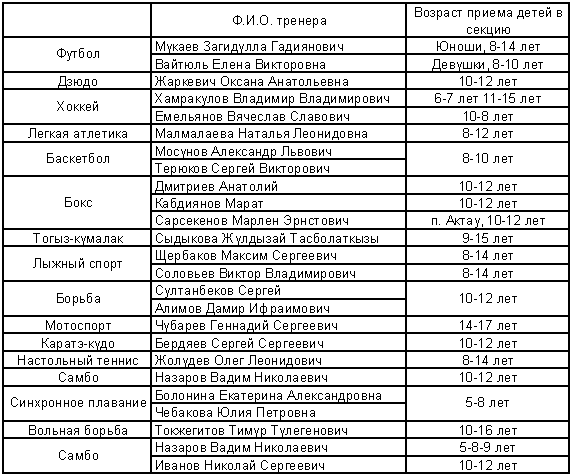 Ф.И.О. тренера
Возраст приема детей в
секцию
Футбол
Мукаев Загидулла Гадиянович
Юноши, 8-14 лет
Вайтюль Елена Викторовна
Девушки, 8-10 лет
Дзюдо
Жаркевич Оксана Анатольевна
10-12 лет
Хоккей
Хамракулов Владимир Владимирович
6-7 лет 11-15 лет
Емельянов Вячеслав Славович
10-8 лет
Легкая атлетика
Малмалаева Наталья Леонидовна
8-12 лет
Баскетбол
Мосунов Александр Львович
Терюков Сергей Викторович
8-10 лет
Бокс
Дмитриев Анатолий
10-12 лет
Кабдиянов Марат
10-12 лет
Сарсекенов Марлен Эрнстович
п. Актау, 10-12 лет
Тогыз-кумалак
Сыдыкова Жулдызай Тасболаткызы
9-15 лет
Лыжный спорт
Щербаков Максим Сергеевич
8-14 лет
Соловьев Виктор Владимирович
8-14 лет
Борьба
Султанбеков Сергей
Алимов Дамир Ифраимович
10-12 лет
Мотоспорт
Чубарев Геннадий Сергеевич
14-17 лет
Каратэ-кудо
Бердяев Сергей Сергеевич
10-12 лет
Настольный теннис
Жолудев Олег Леонидович
8-14 лет
Самбо
Назаров Вадим Николаевич
10-12 лет
Синхронное плавание
Болонина Екатерина Александровна
Чебакова Юлия Петровна
5-8 лет
Вольная борьба
Токжегитов Тимур Тулегенович
10-16 лет
Самбо
Назаров Вадим Николаевич
5-8-9 лет
Иванов Николай Сергеевич
10-12 лет